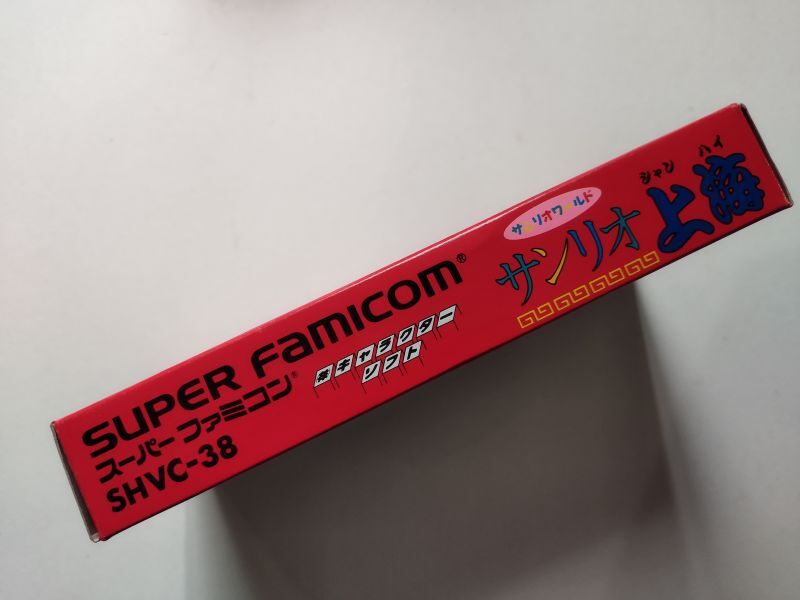 SUPER FAMICOM®
スーパーファミコン®
SHVC-38
キャラクター
ソフト
サンリオワールド
サンリオ
シャン ハイ
上海